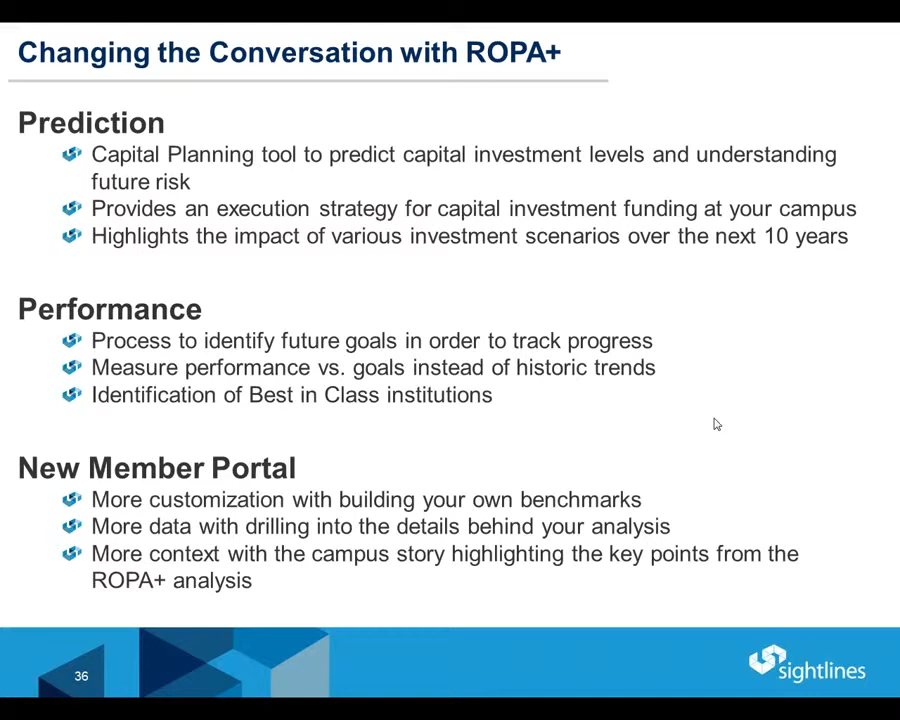 Changing the Conversation with ROPA+
Prediction
Capital Planning tool to predict capital investment levels and understanding
future risk
Provides an execution strategy for capital investment funding at your campus
Highlights the impact of various investment scenarios over the next 10 years
Performance
Process to identify future goals in order to track progress
Measure performance vs. goals instead of historic trends
Identification of Best in Class institutions
New Member Portal
More customization with building your own benchmarks
More data with drilling into the details behind your analysis
More context with the campus story highlighting the key points from the
ROPA+ analysis
36
sightlines